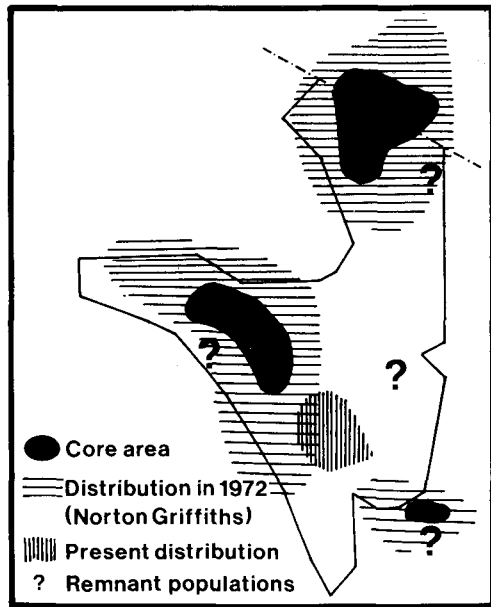 ?
?
?
Core area
Distribution in 1972
(Norton Griffiths)
?
Present distribution
? Remnant populations